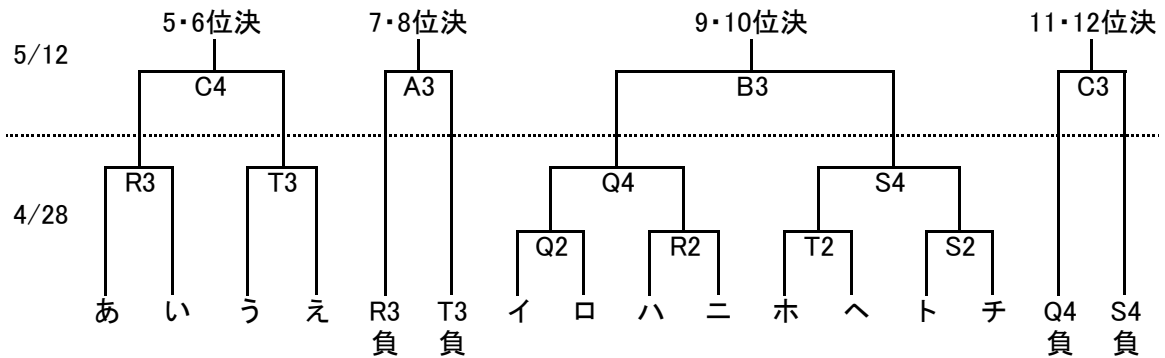 5・6位決 7・8位決 9・10位決 11・12位決
5/12
C4 A3 B3 C3
R3 T3 Q4 S4
4/28
Q2 R2 T2 S2
あ い う え R3 T3 イ ロ ハ ニ ホ ヘ ト チ Q4 S4
負 負 負 負